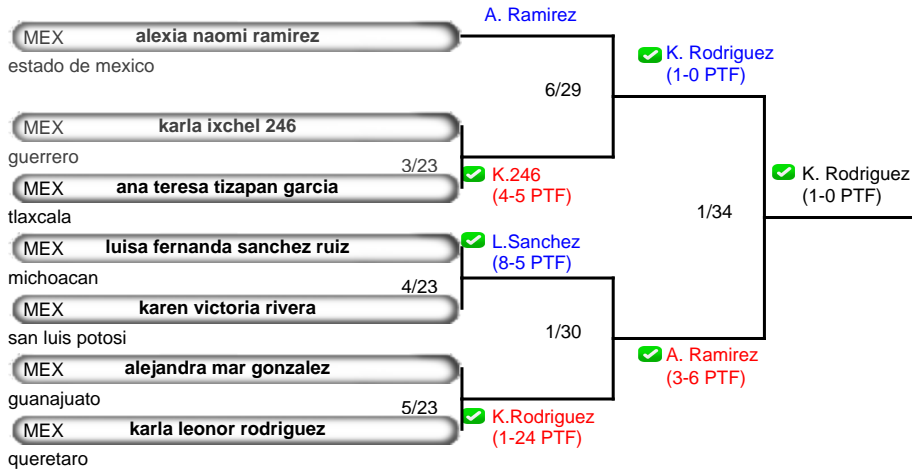 A. Ramirez
MEX alexia naomi ramirez
estado de mexico
6/29
K. Rodriguez
(1-0 PTF)
MEX karla ixchel 246
guerrero
3/23
MEX ana teresa tizapan garcia
tlaxcala
K.246
(4-5 PTF)
K. Rodriguez
(1-0 PTF)
1/34
MEX luisa fernanda sanchez ruiz
michoacan
L.Sanchez
(8-5 PTF)
4/23
MEX karen victoria rivera
san luis potosi
1/30
A. Ramirez
(3-6 PTF)
MEX alejandra mar gonzalez
guanajuato
5/23
MEX karla leonor rodriguez
queretaro
K.Rodriguez
(1-24 PTF)